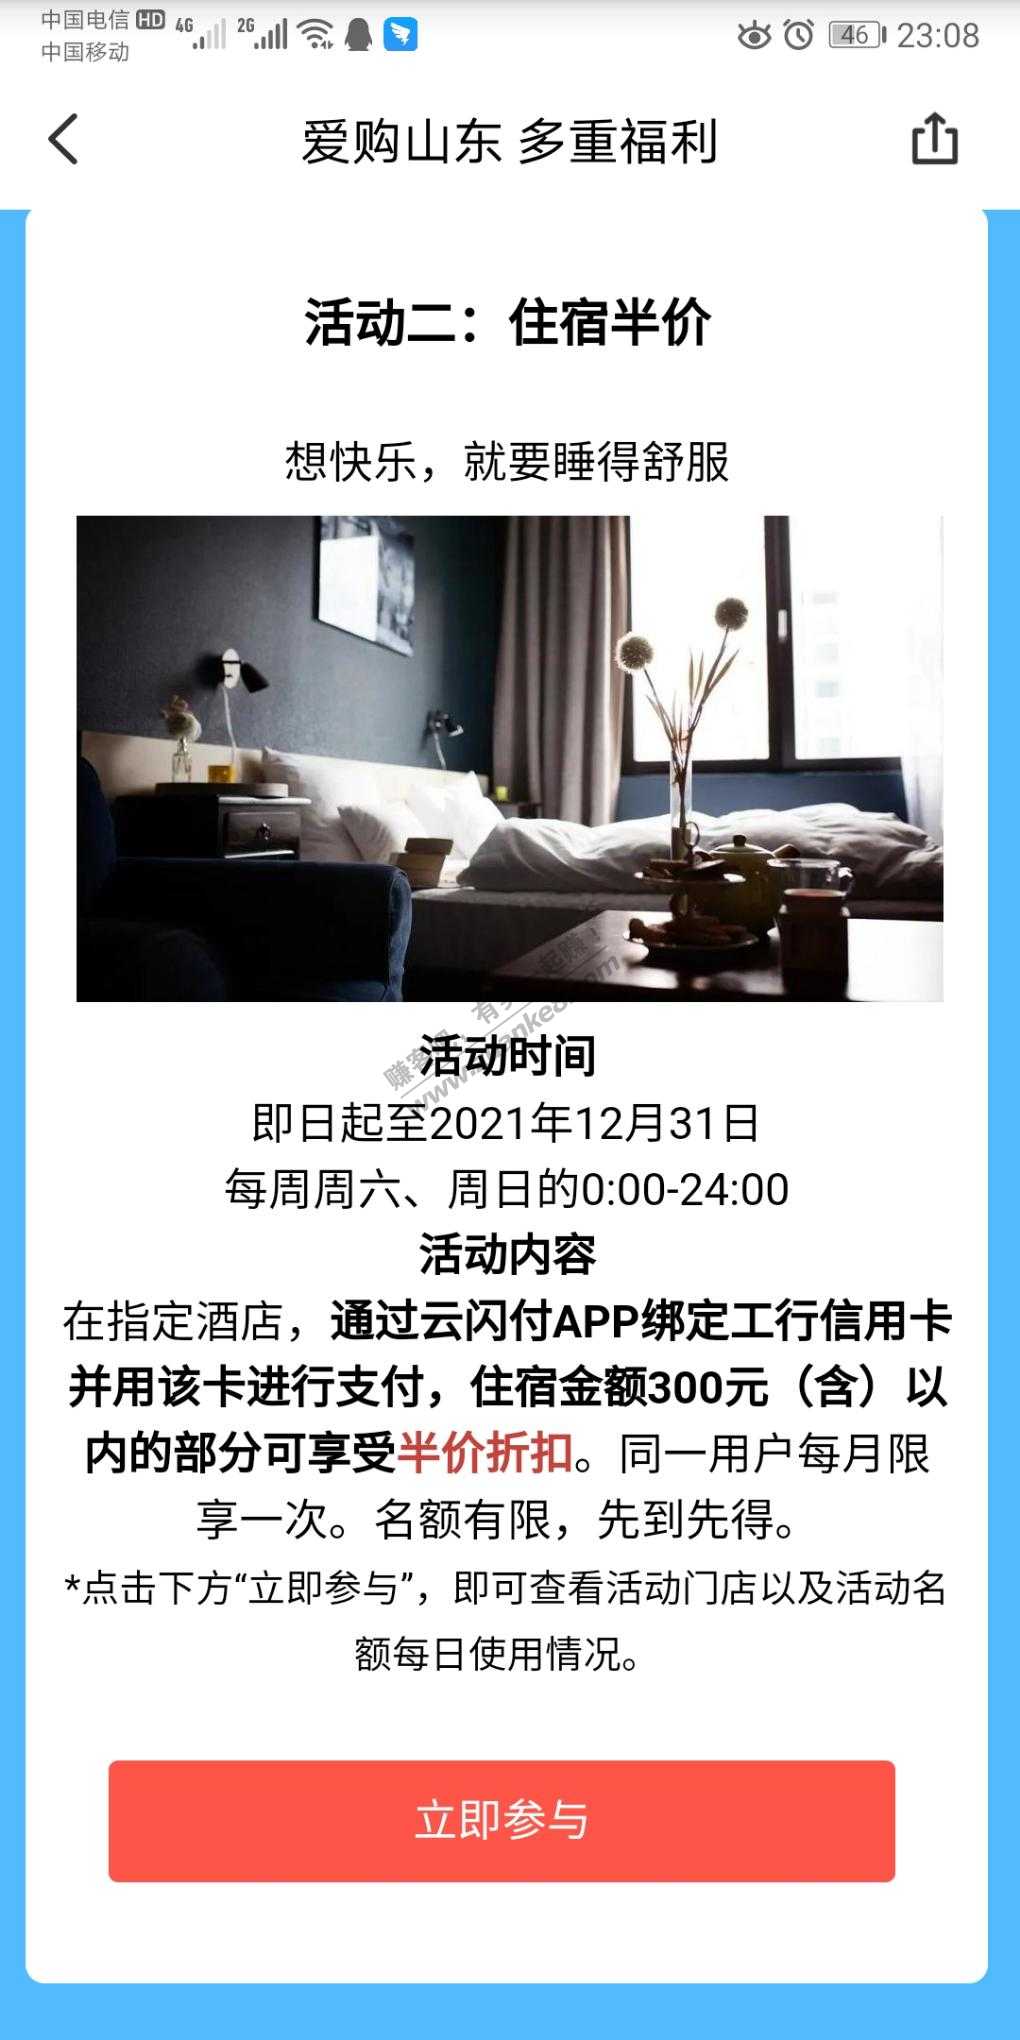 中国电信 HD 4G 2G 46 23:08
中国移动
爱购山东 多重福利
活动二：住宿半价
想快乐，就要睡得舒服
活动时间
即日起至2021年12月31日
每周周六、周日的0:00-24:00
活动内容
在指定酒店，通过云闪付APP绑定工行信用卡
并用该卡进行支付，住宿金额300元（含）以
内的部分可享受半价折扣。同一用户每月限
享一次。名额有限，先到先得。
*点击下方“立即参与”，即可查看活动门店以及活动名
额每日使用情况。
立即参与